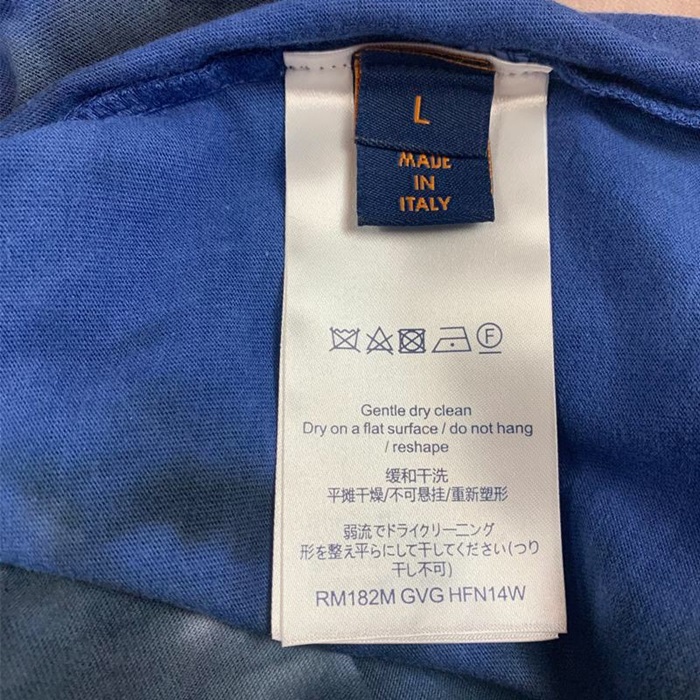 L
MADE
IN
ITALY
F
Gentle dry clean
Dry on a flat surface / do not hang
/ reshape
缓和干洗
平摊干燥/不可悬挂/重新塑形
弱流でドライクリーニング
形を整え平らにして干してください(つり
干し不可)
RM182M GVG HFN14W